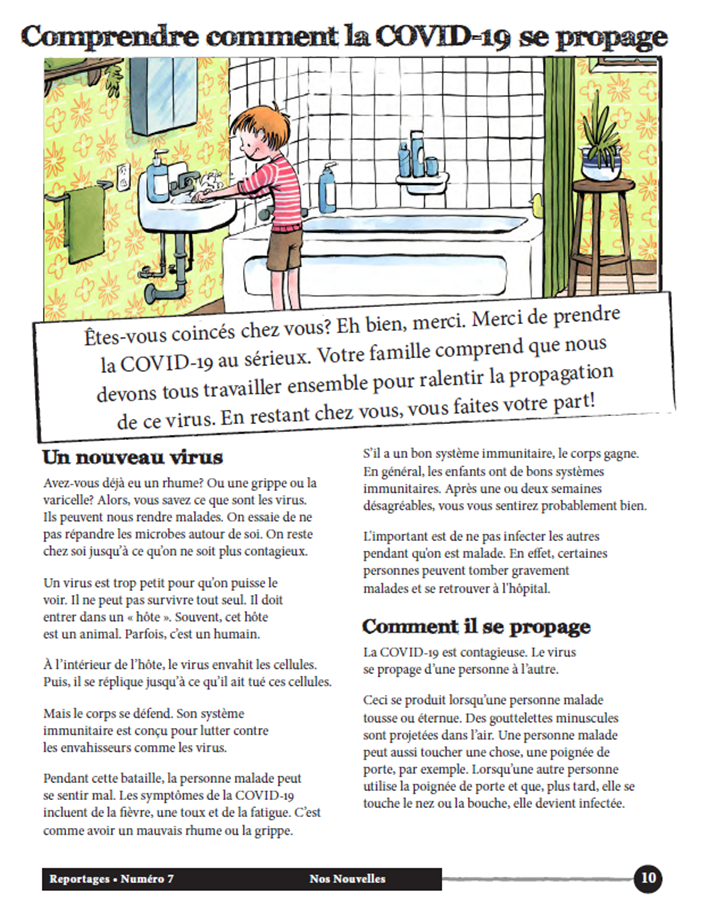 Comprendre comment la COVID-19 se propage
Êtes-vous coincés chez vous? Eh bien, merci. Merci de prendre
la COVID-19 au sérieux. Votre famille comprend que nous
devons tous travailler ensemble pour ralentir la propagation
de ce virus. En restant chez vous, vous faites votre part!
Un nouveau virus
Avez-vous déjà eu un rhume? Ou une grippe ou la
varicelle? Alors, vous savez ce que sont les virus.
Ils peuvent nous rendre malades. On essaie de ne
pas répandre les microbes autour de soi. On reste
chez soi jusqu'à ce qu'on ne soit plus contagieux.
Un virus est trop petit pour qu'on puisse le
voir. Il ne peut pas survivre tout seul. Il doit
entrer dans un « hôte ». Souvent, cet hôte
est un animal. Parfois, c'est un humain.
À l'intérieur de l'hôte, le virus envahit les cellules.
Puis, il se réplique jusqu'à ce qu'il ait tué ces cellules.
Mais le corps se défend. Son système
immunitaire est conçu pour lutter contre
les envahisseurs comme les virus.
Pendant cette bataille, la personne malade peut
se sentir mal. Les symptômes de la COVID-19
incluent de la fièvre, une toux et de la fatigue. C'est
comme avoir un mauvais rhume ou la grippe.
S'il a un bon système immunitaire, le corps gagne.
En général, les enfants ont de bons systèmes
immunitaires. Après une ou deux semaines
désagréables, vous vous sentirez probablement bien.
L'important est de ne pas infecter les autres
pendant qu'on est malade. En effet, certaines
personnes peuvent tomber gravement
malades et se retrouver à l'hôpital.
Comment il se propage
La COVID-19 est contagieuse. Le virus
se propage d'une personne à l'autre.
Ceci se produit lorsqu'une personne malade
tousse ou éternue. Des gouttelettes minuscules
sont projetées dans l'air. Une personne malade
peut aussi toucher une chose, une poignée de
porte, par exemple. Lorsqu'une autre personne
utilise la poignée de porte et que, plus tard, elle se
touche le nez ou la bouche, elle devient infectée.
Reportages • Numéro 7 Nos Nouvelles 10